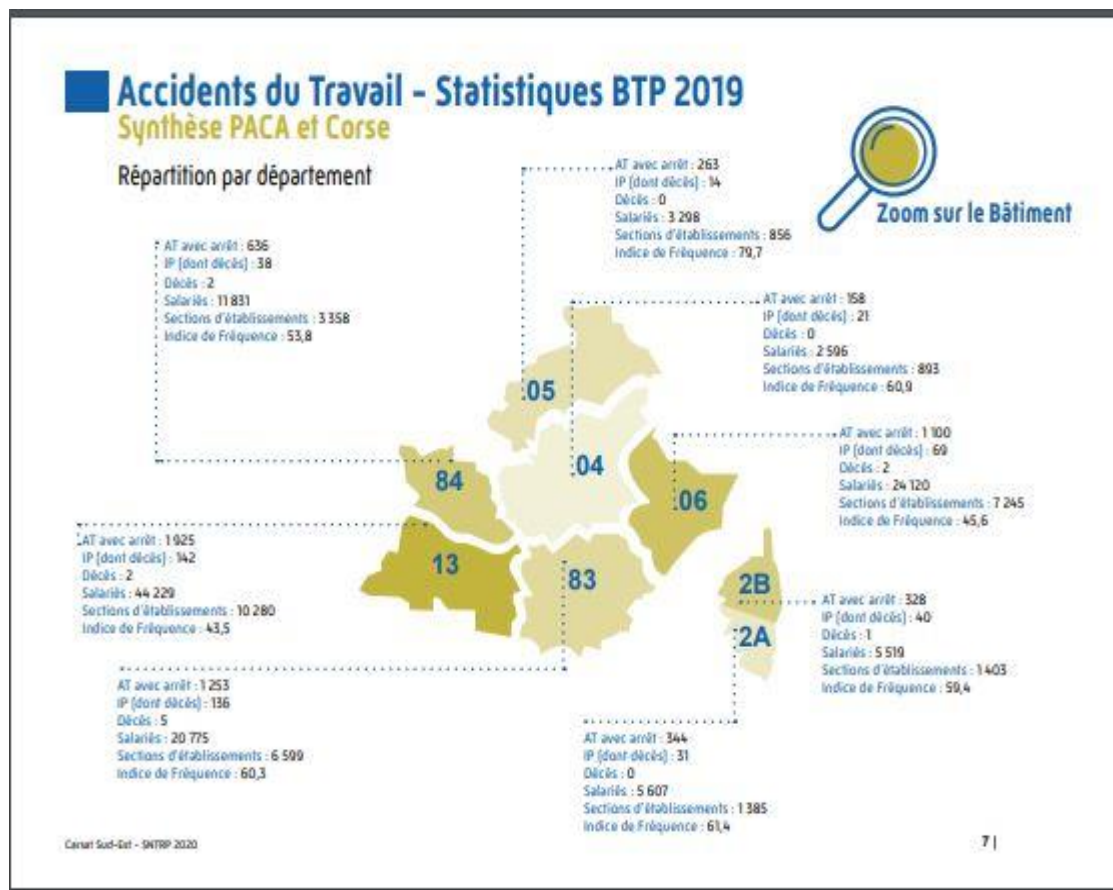 Accidents du Travail - Statistiques BTP 2019
Synthèse PACA et Corse
Répartition par département
Zoom sur le Bâtiment
AT avec arrêt : 263
IP (dont décès) : 14
Décès : 0
Salariés : 3 298
Sections d'établissements : 856
Indice de Fréquence : 79,7
AT avec arrêt : 636
IP (dont décès) : 38
Décès : 2
Salariés : 11 831
Sections d'établissements : 3 358
Indice de Fréquence : 53,8
AT avec arrêt : 158
IP (dont décès) : 21
Décès : 0
Salariés : 2 596
Sections d'établissements : 893
Indice de Fréquence : 60,9
05
04
84
06
AT avec arrêt : 1 100
IP (dont décès) : 69
Décès : 2
Salariés : 24 120
Sections d'établissements : 7 245
Indice de Fréquence : 45,6
AT avec arrêt : 1 925
IP (dont décès) : 142
Décès : 2
Salariés : 44 229
Sections d'établissements : 10 280
Indice de Fréquence : 43,5
13
83
2B
2A
AT avec arrêt : 328
IP (dont décès) : 40
Décès : 1
Salariés : 5 519
Sections d'établissements : 1 403
Indice de Fréquence : 59,4
AT avec arrêt : 1 253
IP (dont décès) : 136
Décès : 5
Salariés : 20 775
Sections d'établissements : 6 599
Indice de Fréquence : 60,3
AT avec arrêt : 344
IP (dont décès) : 31
Décès : 0
Salariés : 5 607
Sections d'établissements : 1 385
Indice de Fréquence : 61,4
Carsat Sud-Est - SNTRP 2020
7 |